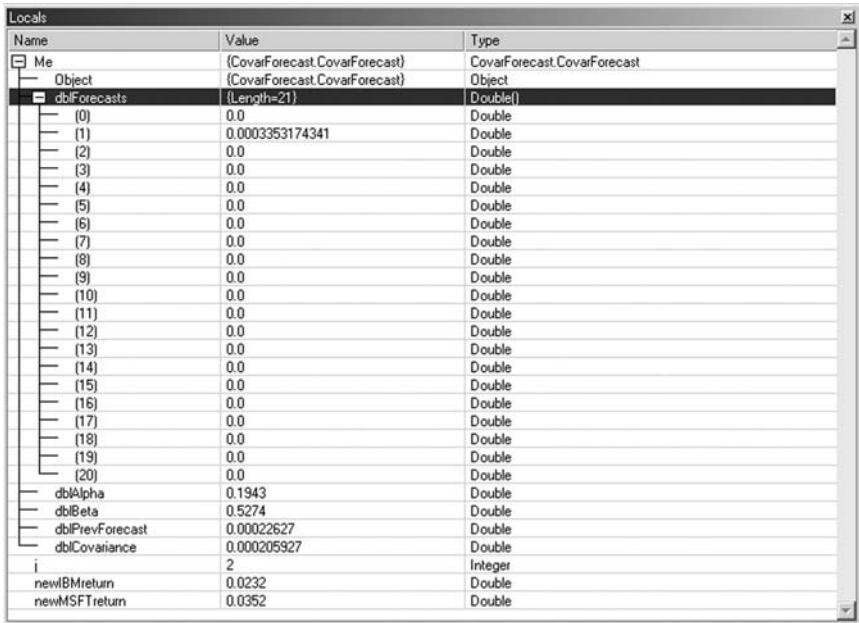 Locals
Name Value Type
Me {CovarForecast.CovarForecast} CovarForecast.CovarForecast
Object {CovarForecast.CovarForecast} Object
dblForecasts {Length=21} Double()
(0) 0.0 Double
(1) 0.0003353174341 Double
(2) 0.0 Double
(3) 0.0 Double
(4) 0.0 Double
(5) 0.0 Double
(6) 0.0 Double
(7) 0.0 Double
(8) 0.0 Double
(9) 0.0 Double
(10) 0.0 Double
(11) 0.0 Double
(12) 0.0 Double
(13) 0.0 Double
(14) 0.0 Double
(15) 0.0 Double
(16) 0.0 Double
(17) 0.0 Double
(18) 0.0 Double
(19) 0.0 Double
(20) 0.0 Double
dblAlpha 0.1943 Double
dblBeta 0.5274 Double
dblPrevForecast 0.00022627 Double
dblCovariance 0.000205927 Double
i 2 Integer
newIBMreturn 0.0232 Double
newMSFTreturn 0.0352 Double